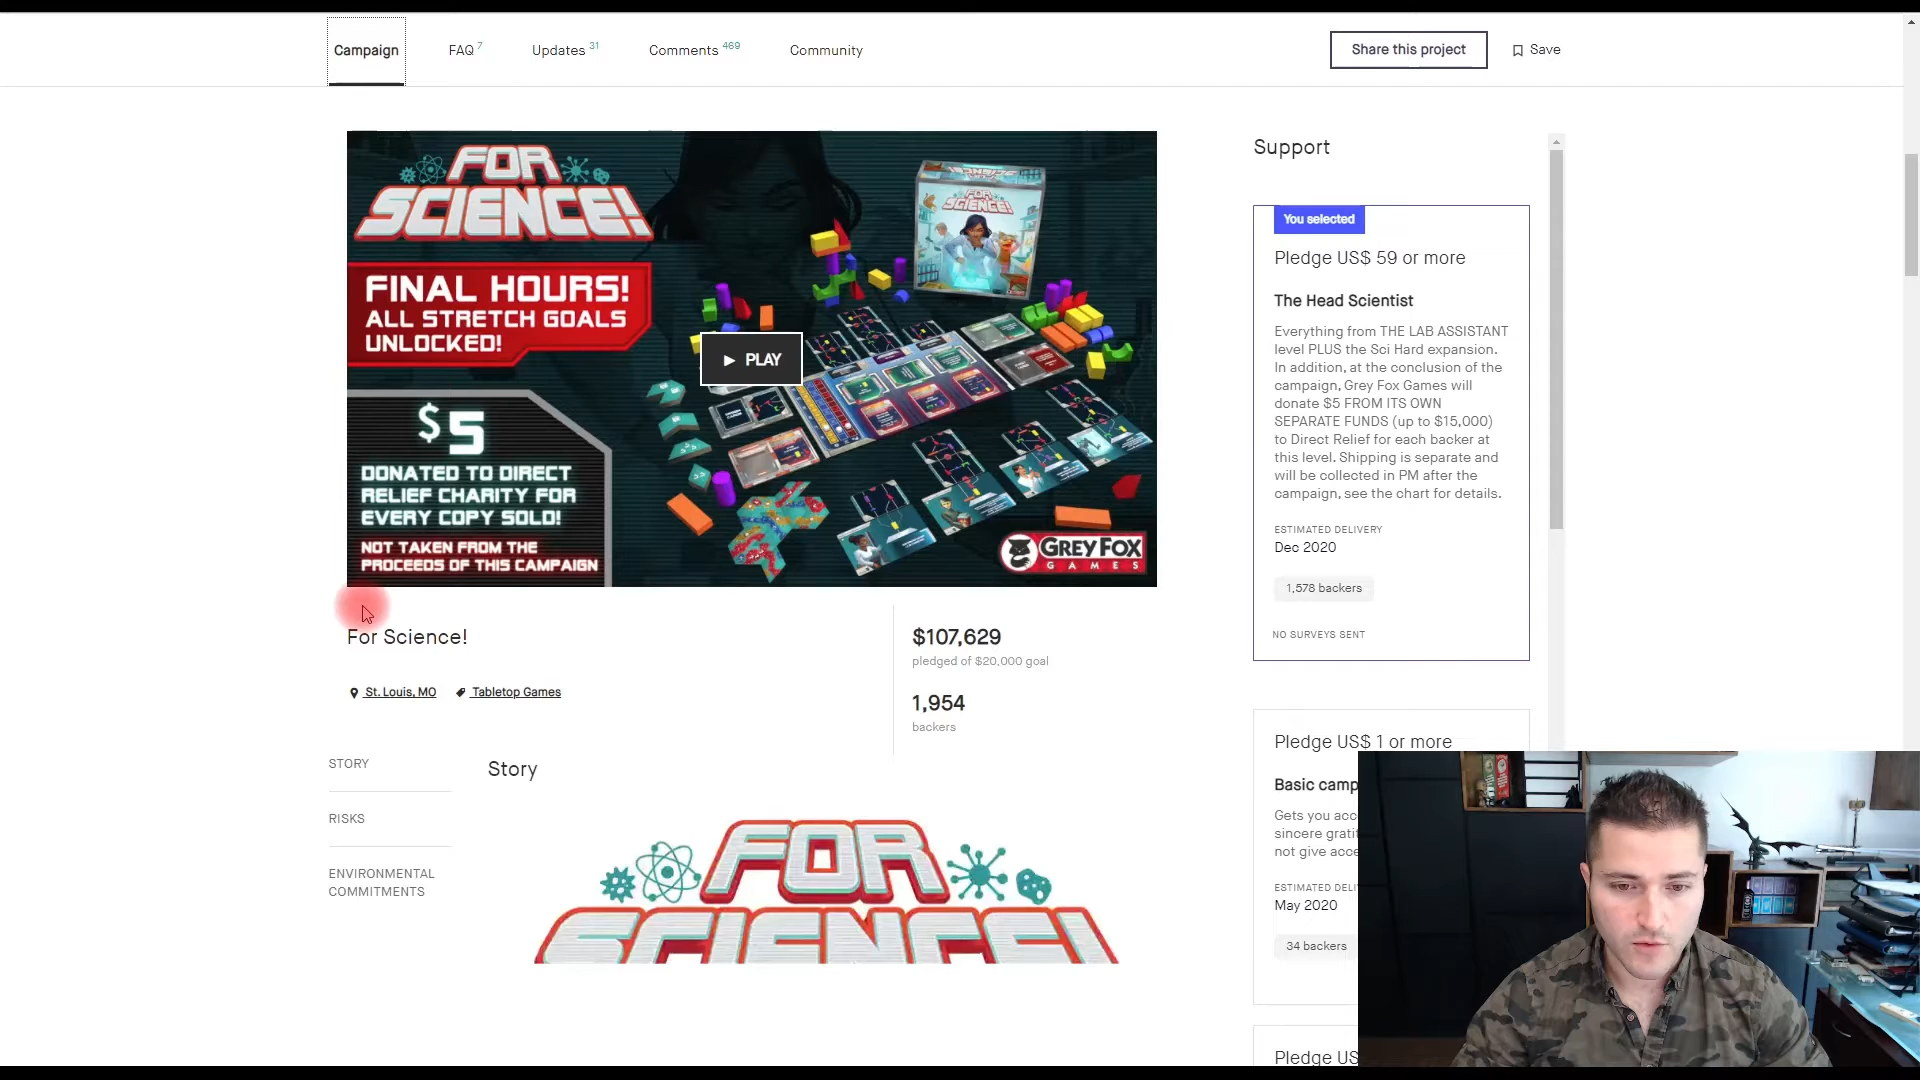 Campaign
FAQ 7
Updates 31
Comments 469
Community
Share this project
Save
FOR
SCIENCE!
FINAL HOURS!
ALL STRETCH GOALS
UNLOCKED!
$5
DONATED TO DIRECT
RELIEF CHARITY FOR
EVERY COPY SOLD!
NOT TAKEN FROM THE
PROCEEDS OF THIS CAMPAIGN
PLAY
FOR
SCIENCE!
GREY FOX
GAMES
For Science!
St. Louis, MO
Tabletop Games
$107,629
pledged of $20,000 goal
1,954
backers
STORY
RISKS
ENVIRONMENTAL
COMMITMENTS
Story
FOR
SCIENCE!
Support
You selected
Pledge US$ 59 or more
The Head Scientist
Everything from THE LAB ASSISTANT
level PLUS the Sci Hard expansion.
In addition, at the conclusion of the
campaign, Grey Fox Games will
donate $5 FROM ITS OWN
SEPARATE FUNDS (up to $15,000)
to Direct Relief for each backer at
this level. Shipping is separate and
will be collected in PM after the
campaign, see the chart for details.
ESTIMATED DELIVERY
Dec 2020
1,578 backers
NO SURVEYS SENT
Pledge US$ 1 or more
Basic camp
Gets you acc
sincere grati
not give acce
ESTIMATED DELI
May 2020
34 backers
Pledge US